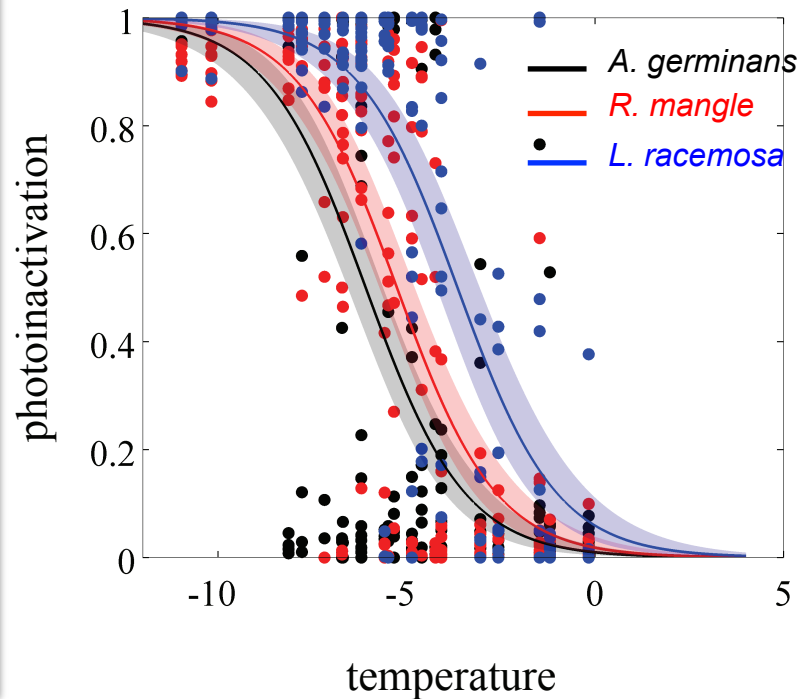 1
0.8
0.6
0.4
0.2
0
-10
-5
0
5
photoinactivation
temperature
A. germinans
R. mangle
L. racemosa